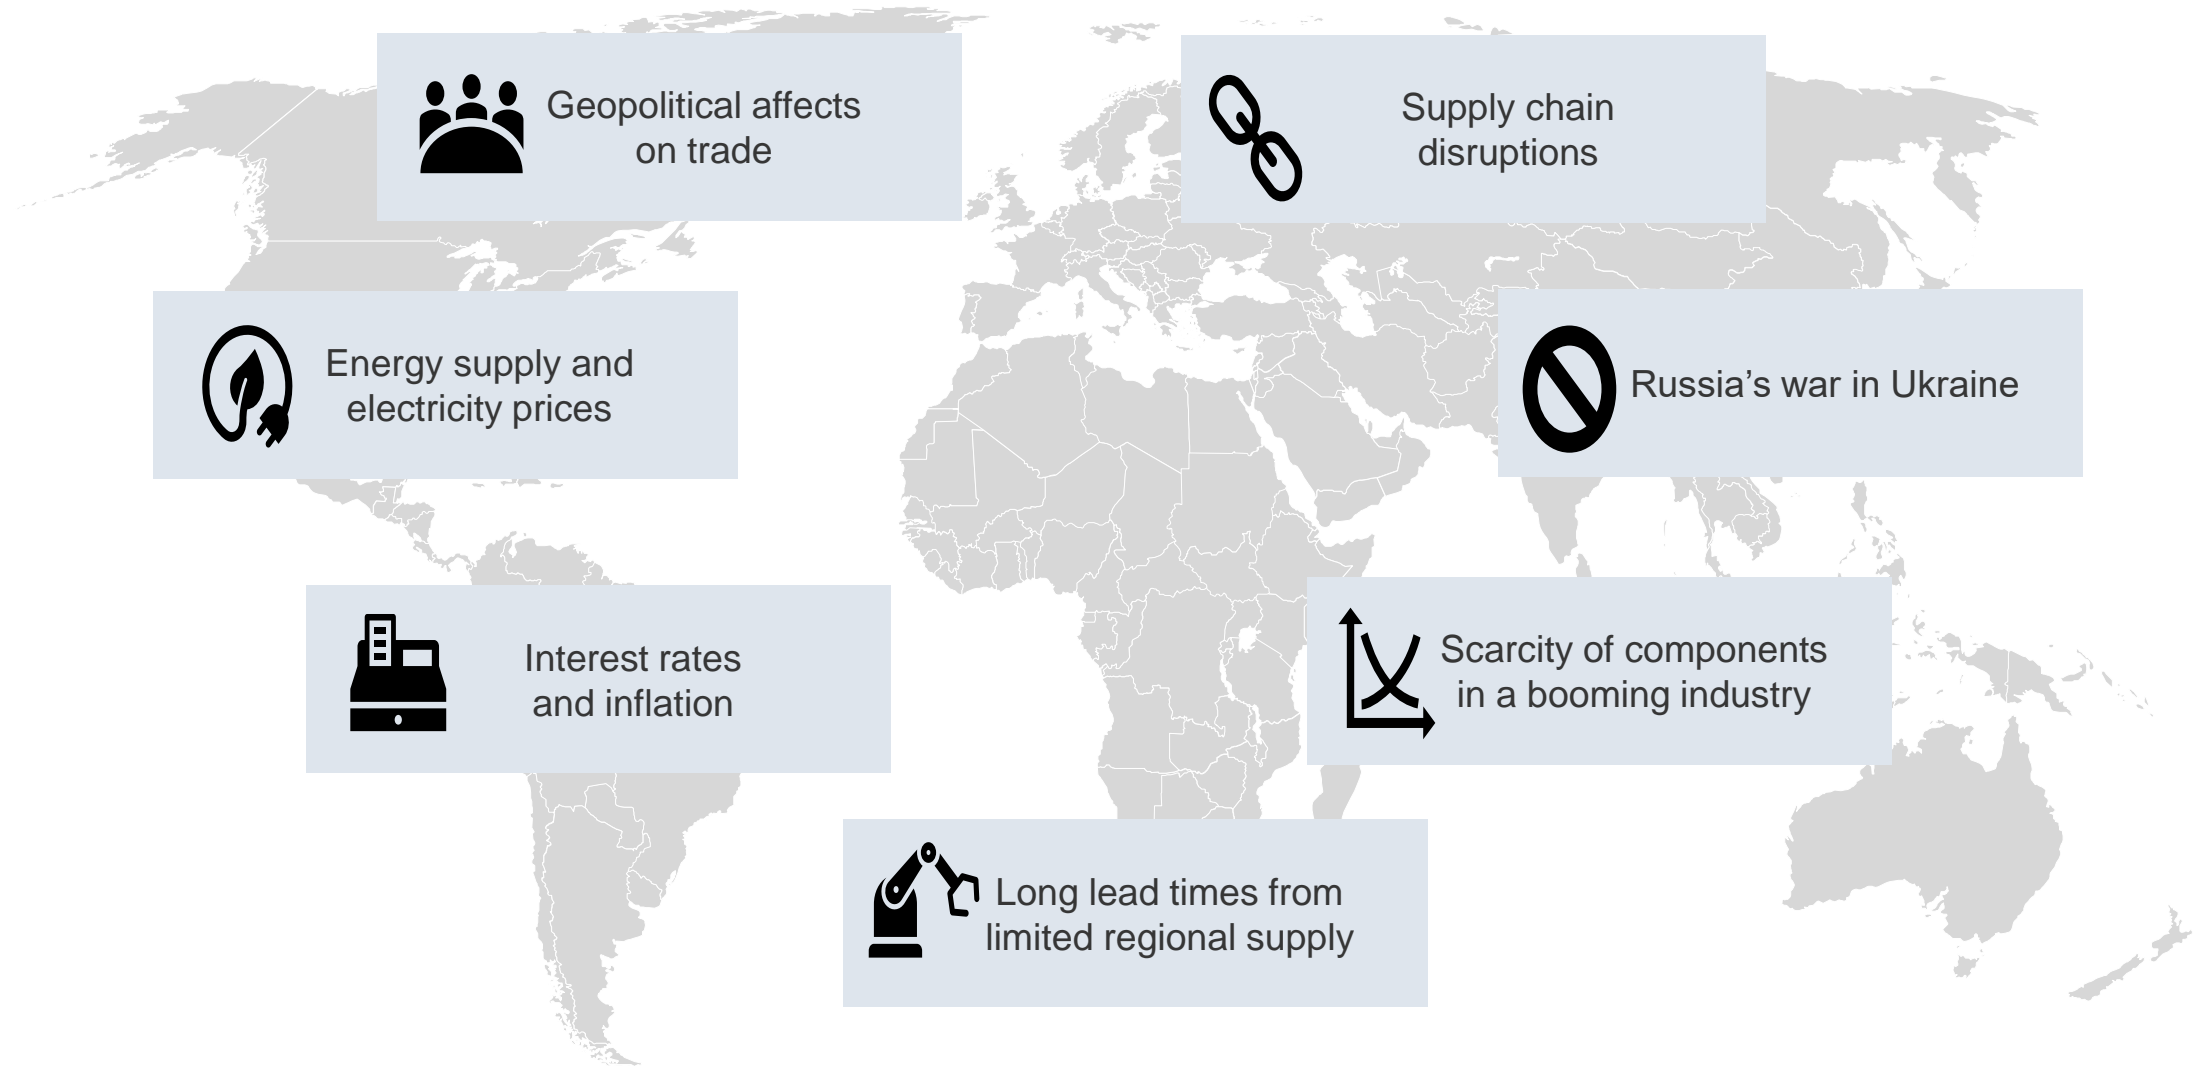 Geopolitical affects
on trade
Supply chain
disruptions
Energy supply and
electricity prices
Russia’s war in Ukraine
Interest rates
and inflation
Scarcity of components
in a booming industry
Long lead times from
limited regional supply